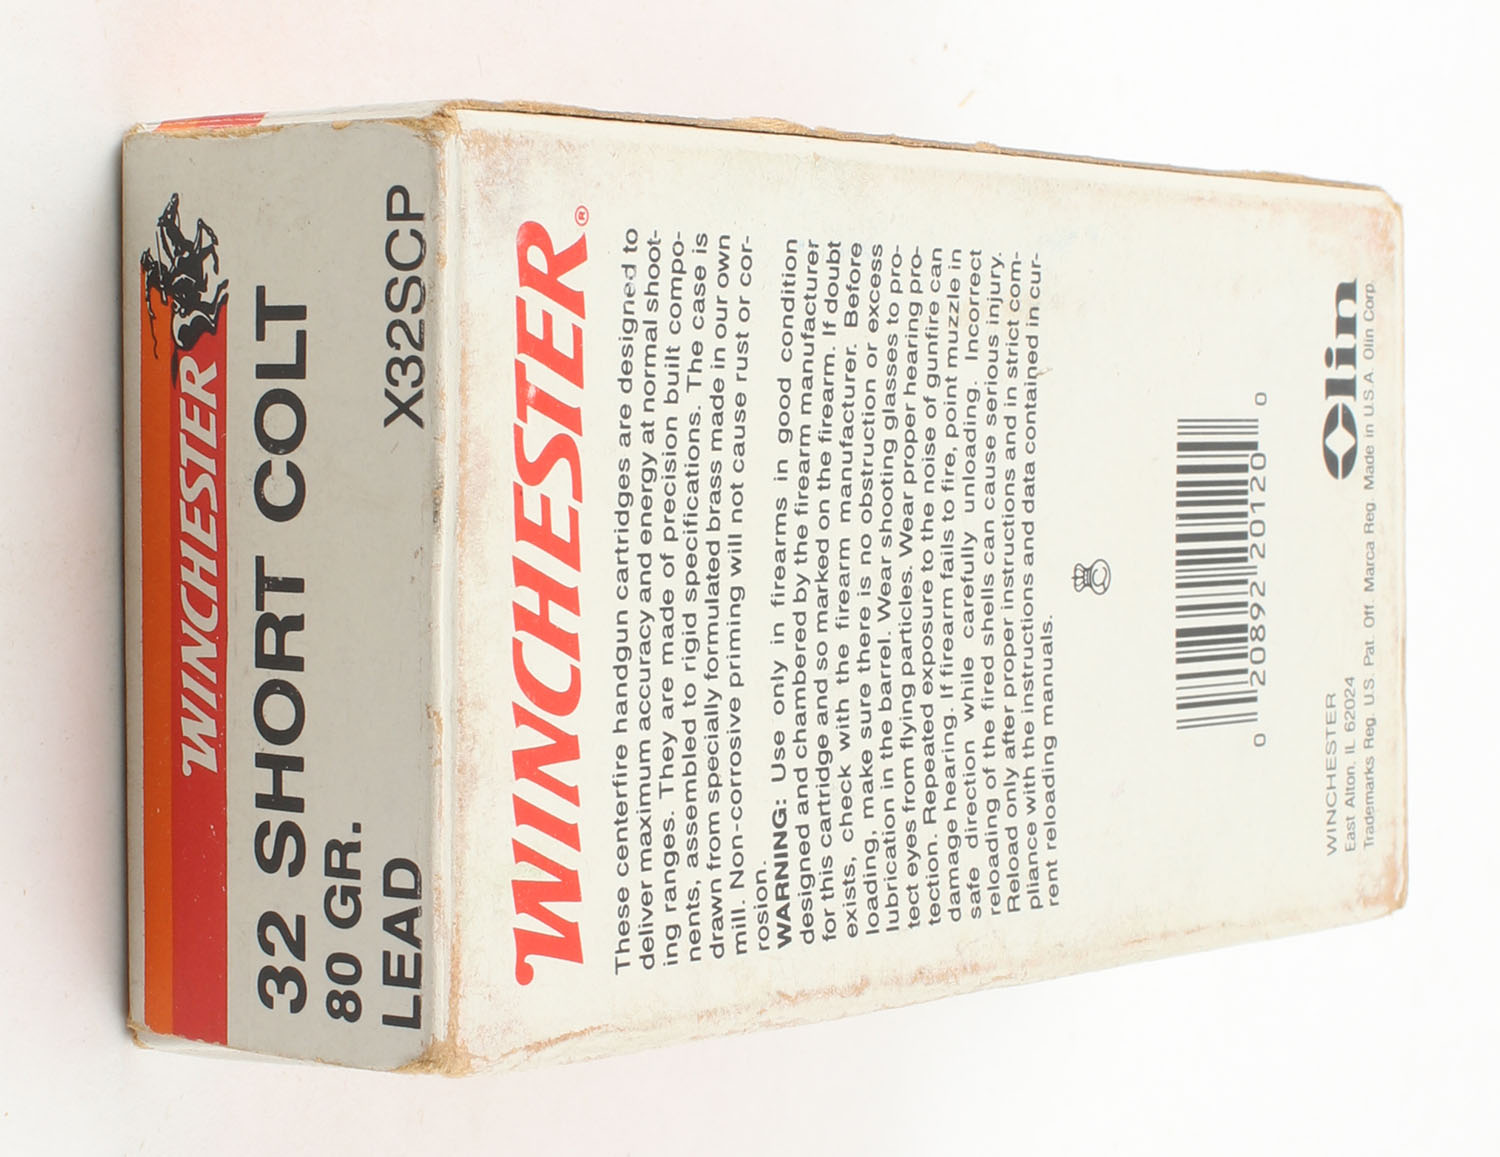 WINCHESTER
32 SHORT COLT
80 GR.
LEAD X32SCP
WINCHESTER®
These centerfire handgun cartridges are designed to
deliver maximum accuracy and energy at normal shoot-
ing ranges. They are made of precision built compo-
nents, assembled to rigid specifications. The case is
drawn from specially formulated brass made in our own
mill. Non-corrosive priming will not cause rust or cor-
rosion.
WARNING: Use only in firearms in good condition
designed and chambered by the firearm manufacturer
for this cartridge and so marked on the firearm. If doubt
exists, check with the firearm manufacturer. Before
loading, make sure there is no obstruction or excess
lubrication in the barrel. Wear shooting glasses to pro-
tect eyes from flying particles. Wear proper hearing pro-
tection. Repeated exposure to the noise of gunfire can
damage hearing. If firearm fails to fire, point muzzle in
safe direction while carefully unloading. Incorrect
reloading of the fired shells can cause serious injury.
Reload only after proper instructions and in strict com-
pliance with the instructions and data contained in cur-
rent reloading manuals.
0 20892 20120 0
Olin
WINCHESTER
East Alton, IL 62024
Trademarks Reg. U.S. Pat. Off. Marca Reg. Made in U.S.A. Olin Corp.